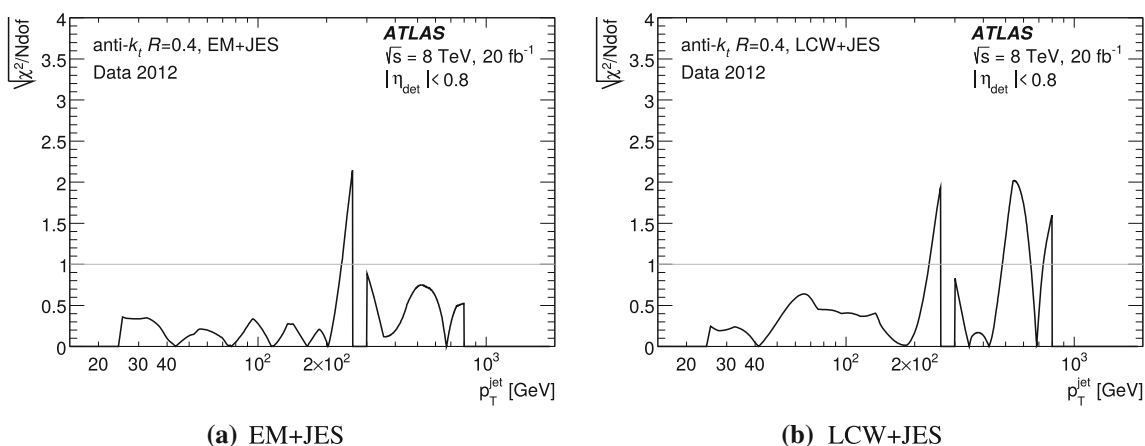 √χ²/Ndof
4
3.5
3
2.5
2
1.5
1
0.5
0
anti-kₜ R=0.4, EM+JES
Data 2012
ATLAS
√s = 8 TeV, 20 fb⁻¹
|η_det|< 0.8
20 30 40 10² 2×10² 10³
p_T^jet [GeV]
(a) EM+JES
√χ²/Ndof
4
3.5
3
2.5
2
1.5
1
0.5
0
anti-kₜ R=0.4, LCW+JES
Data 2012
ATLAS
√s = 8 TeV, 20 fb⁻¹
|η_det|< 0.8
20 30 40 10² 2×10² 10³
p_T^jet [GeV]
(b) LCW+JES